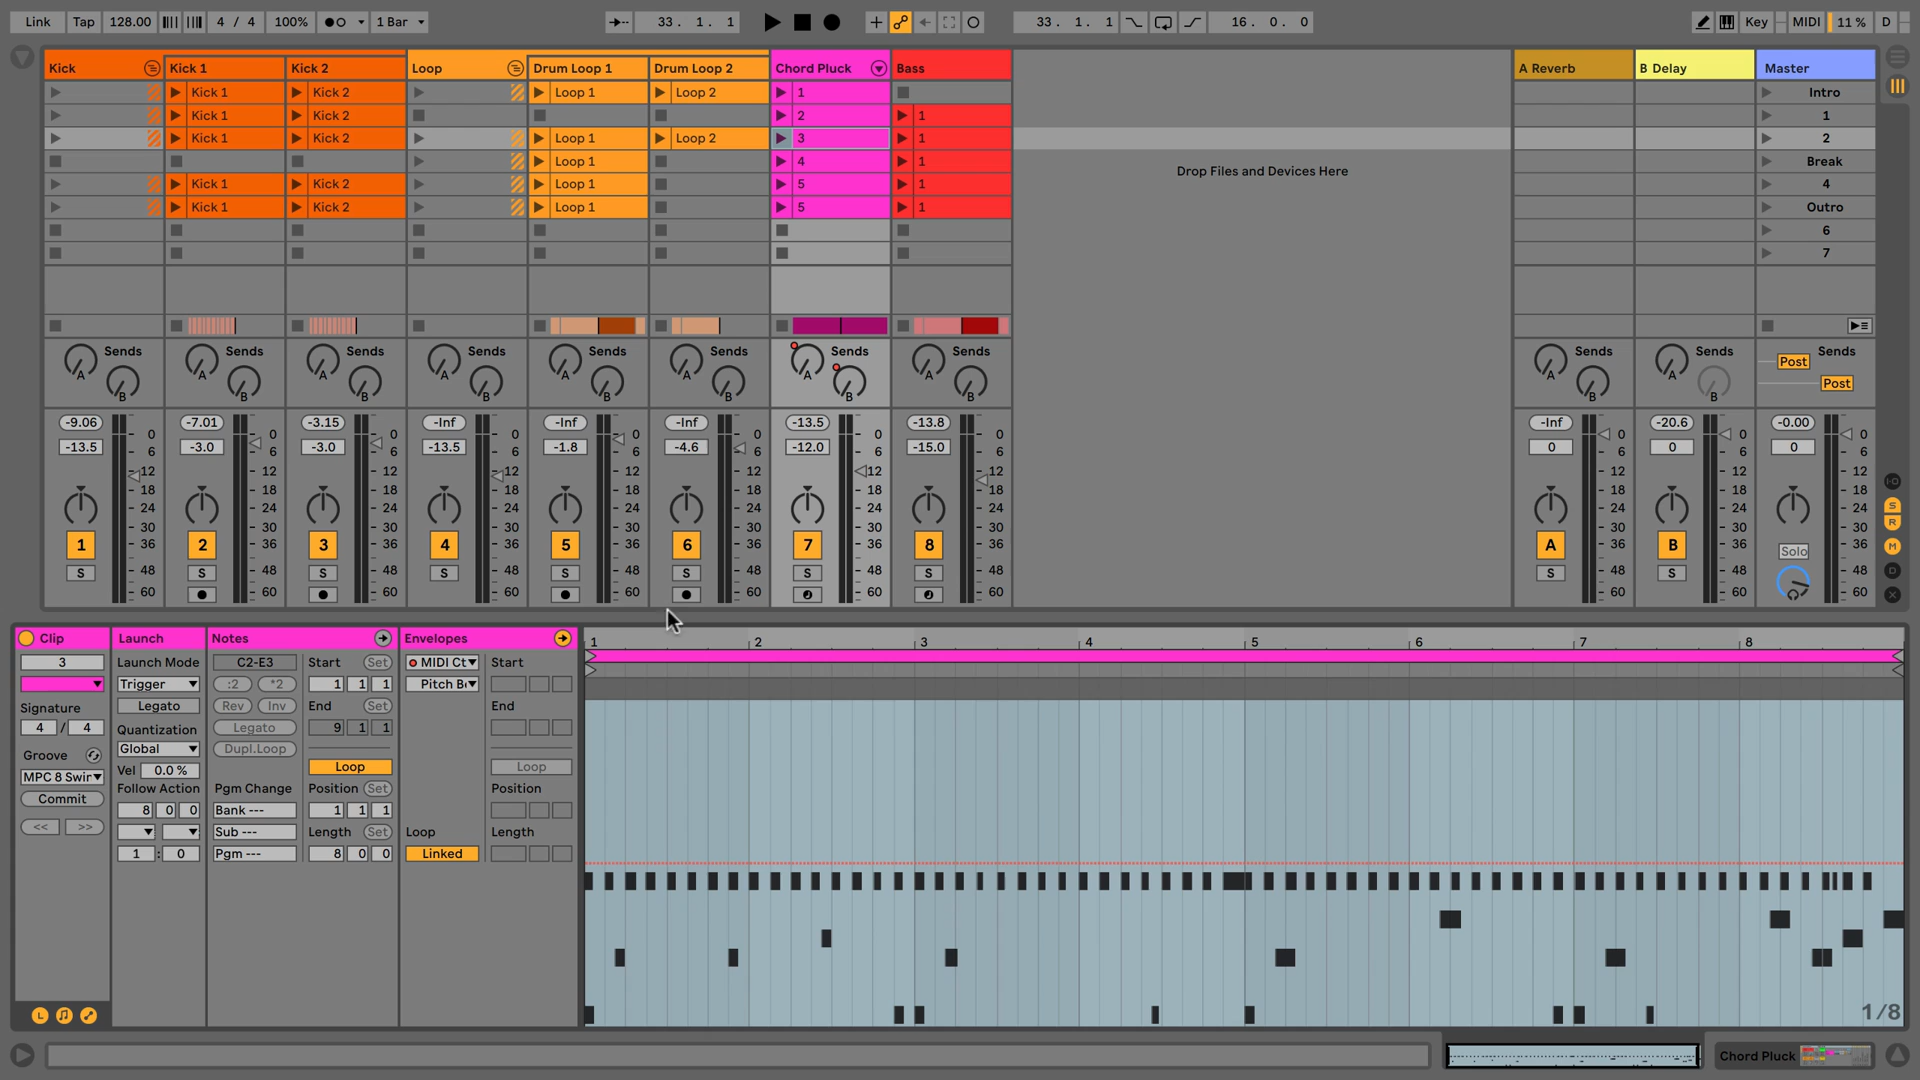 Link Tap 128.00 4 / 4 100% 1 Bar 33. 1. 1 33. 1. 1 16. 0. 0 Key MIDI 11 % D
Kick Kick 1 Kick 2 Loop Drum Loop 1 Drum Loop 2 Chord Pluck Bass A Reverb B Delay Master
Kick 1 Kick 2 Loop 1 Loop 2 1 Intro
Kick 1 Kick 2 2 1 1
Kick 1 Kick 2 Loop 1 Loop 2 3 1 2
Loop 1 4 1 Break
Drop Files and Devices Here
Kick 1 Kick 2 Loop 1 5 1 4
Kick 1 Kick 2 Loop 1 5 1 Outro
6
7
Sends Sends Sends Sends Sends Sends Sends Sends Sends Sends Sends
A A A A A A A A A A Post
B B B B B B B B B B Post
-9.06 -7.01 -3.15 -Inf -Inf -Inf -13.5 -13.8 -Inf -20.6 -0.00
0 0 0 0 0 0 0 0 0 0 0
-13.5 -3.0 -3.0 -13.5 -1.8 -4.6 -12.0 -15.0 0 0 0
6 6 6 6 6 6 6 6 6 6 6
12 12 12 12 12 12 12 12 12 12 12
18 18 18 18 18 18 18 18 18 18 18
24 24 24 24 24 24 24 24 24 24 24
30 30 30 30 30 30 30 30 30 30 30
1 2 3 4 5 6 7 8 A B
36 36 36 36 36 36 36 36 36 36 36
Solo
S S S S S S S S S S
48 48 48 48 48 48 48 48 48 48 48
60 60 60 60 60 60 60 60 60 60 60
I·O
S
R
M
D
X
Clip Launch Notes Envelopes 1 2 3 4 5 6 7 8
3 Launch Mode C2-E3 Start Set MIDI Ct Start
Trigger :2 *2 1 1 1 Pitch B
Signature Legato Rev Inv End Set End
4 / 4 Quantization Legato 9 1 1
Global Dupl.Loop
Groove Vel 0.0 % Loop Loop
MPC 8 Swir Follow Action Pgm Change Position Set Position
Commit 8 0 0 Bank --- 1 1 1
<< >> Sub --- Length Set Loop Length
1 : 0 Pgm --- 8 0 0 Linked
L
1/8
Chord Pluck